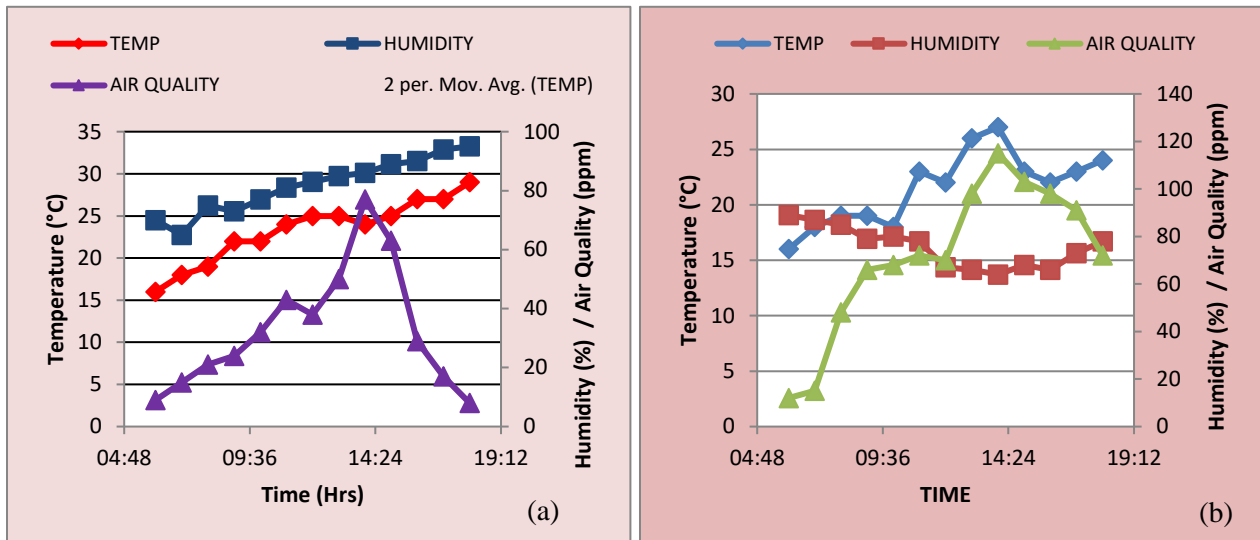 TEMP
HUMIDITY
AIR QUALITY
2 per. Mov. Avg. (TEMP)
Temperature (°C)
35
30
25
20
15
10
5
0
100
80
60
40
20
0
Humidity (%) / Air Quality (ppm)
04:48
09:36
14:24
19:12
Time (Hrs)
(a)
TEMP
HUMIDITY
AIR QUALITY
Temperature (°C)
30
25
20
15
10
5
0
140
120
100
80
60
40
20
0
Humidity (%) / Air Quality (ppm)
04:48
09:36
14:24
19:12
TIME
(b)